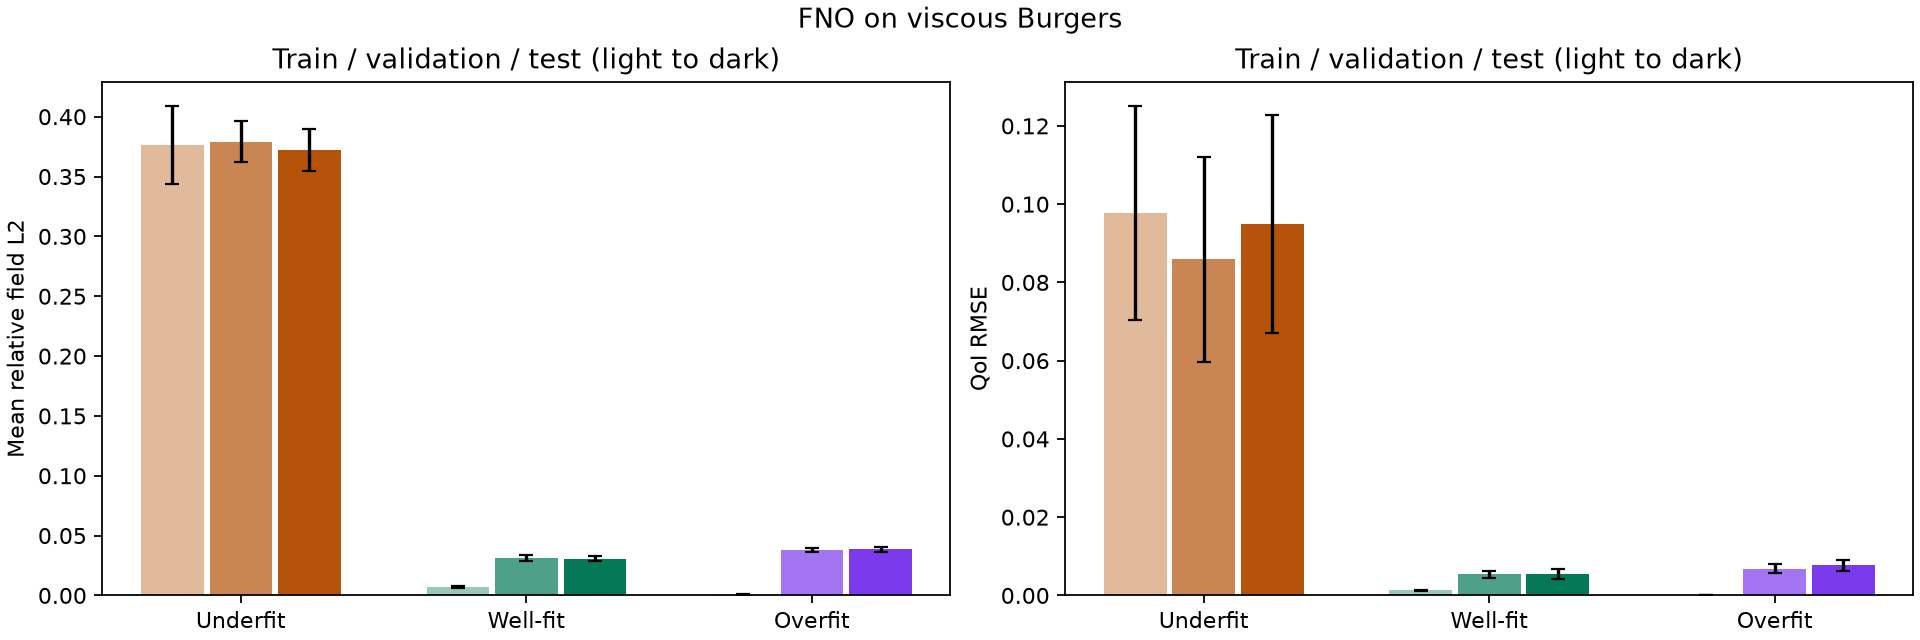 FNO on viscous Burgers
Train / validation / test (light to dark)
Mean relative field L2
0.40
0.35
0.30
0.25
0.20
0.15
0.10
0.05
0.00
Underfit
Well-fit
Overfit
Train / validation / test (light to dark)
QoI RMSE
0.12
0.10
0.08
0.06
0.04
0.02
0.00
Underfit
Well-fit
Overfit